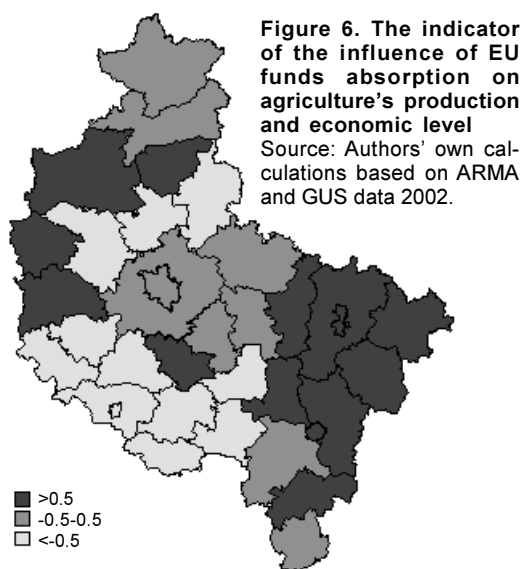 Figure 6. The indicator
of the influence of EU
funds absorption on
agriculture's production
and economic level
Source: Authors' own cal-
culations based on ARMA
and GUS data 2002.
>0.5
-0.5-0.5
<-0.5